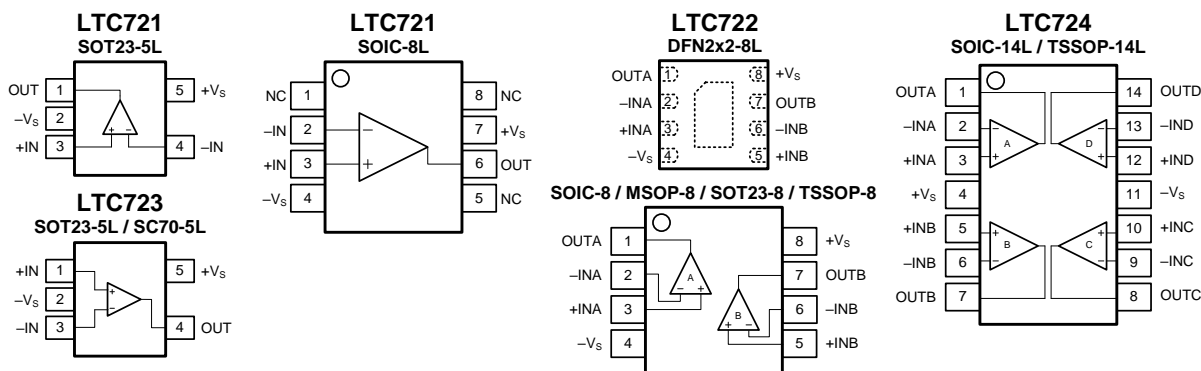 LTC721
SOT23-5L
OUT 1 5 +VS
–VS 2
+IN 3 4 –IN
+ –
LTC723
SOT23-5L / SC70-5L
+IN 1 5 +VS
–VS 2
–IN 3 4 OUT
+
–
LTC721
SOIC-8L
NC 1 8 NC
–IN 2 – 7 +VS
+IN 3 + 6 OUT
–VS 4 5 NC
LTC722
DFN2x2-8L
OUTA 1 8 +VS
–INA 2 7 OUTB
+INA 3 6 –INB
–VS 4 5 +INB
SOIC-8 / MSOP-8 / SOT23-8 / TSSOP-8
OUTA 1 8 +VS
–INA 2 A 7 OUTB
– +
+INA 3 B 6 –INB
+ –
–VS 4 5 +INB
LTC724
SOIC-14L / TSSOP-14L
OUTA 1 14 OUTD
–INA 2 – – 13 –IND
A D
+INA 3 + + 12 +IND
+VS 4 11 –VS
+INB 5 + + 10 +INC
B C
–INB 6 – – 9 –INC
OUTB 7 8 OUTC